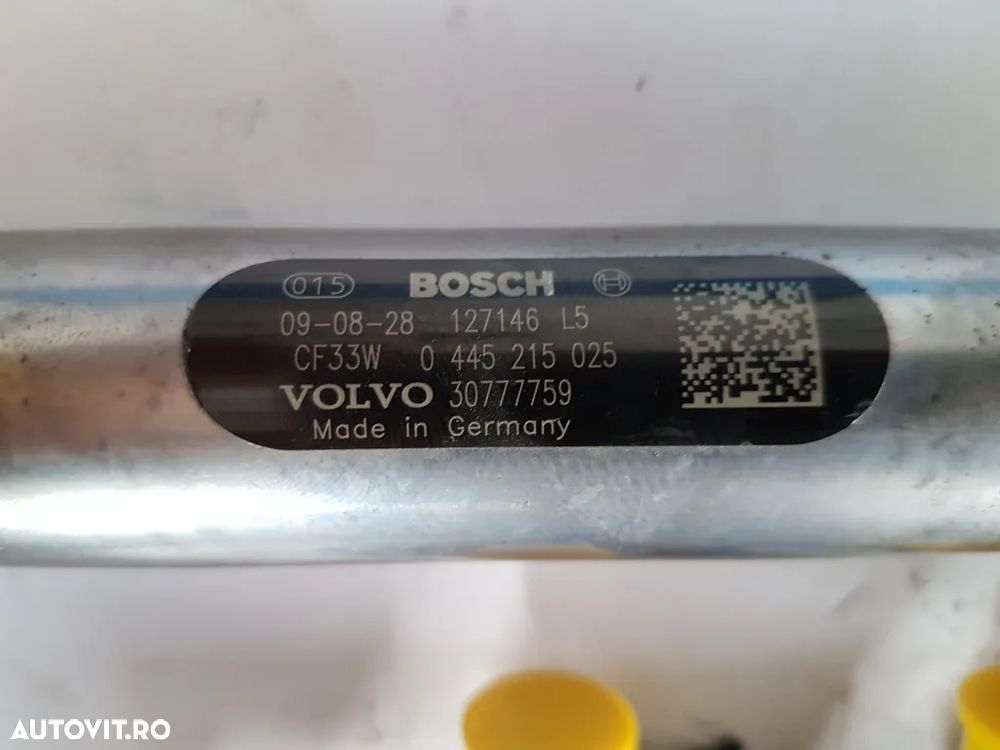 015 BOSCH
09-08-28 127146 L5
CF33W 0 445 215 025
VOLVO 30777759
Made in Germany
AUTOVIT.RO